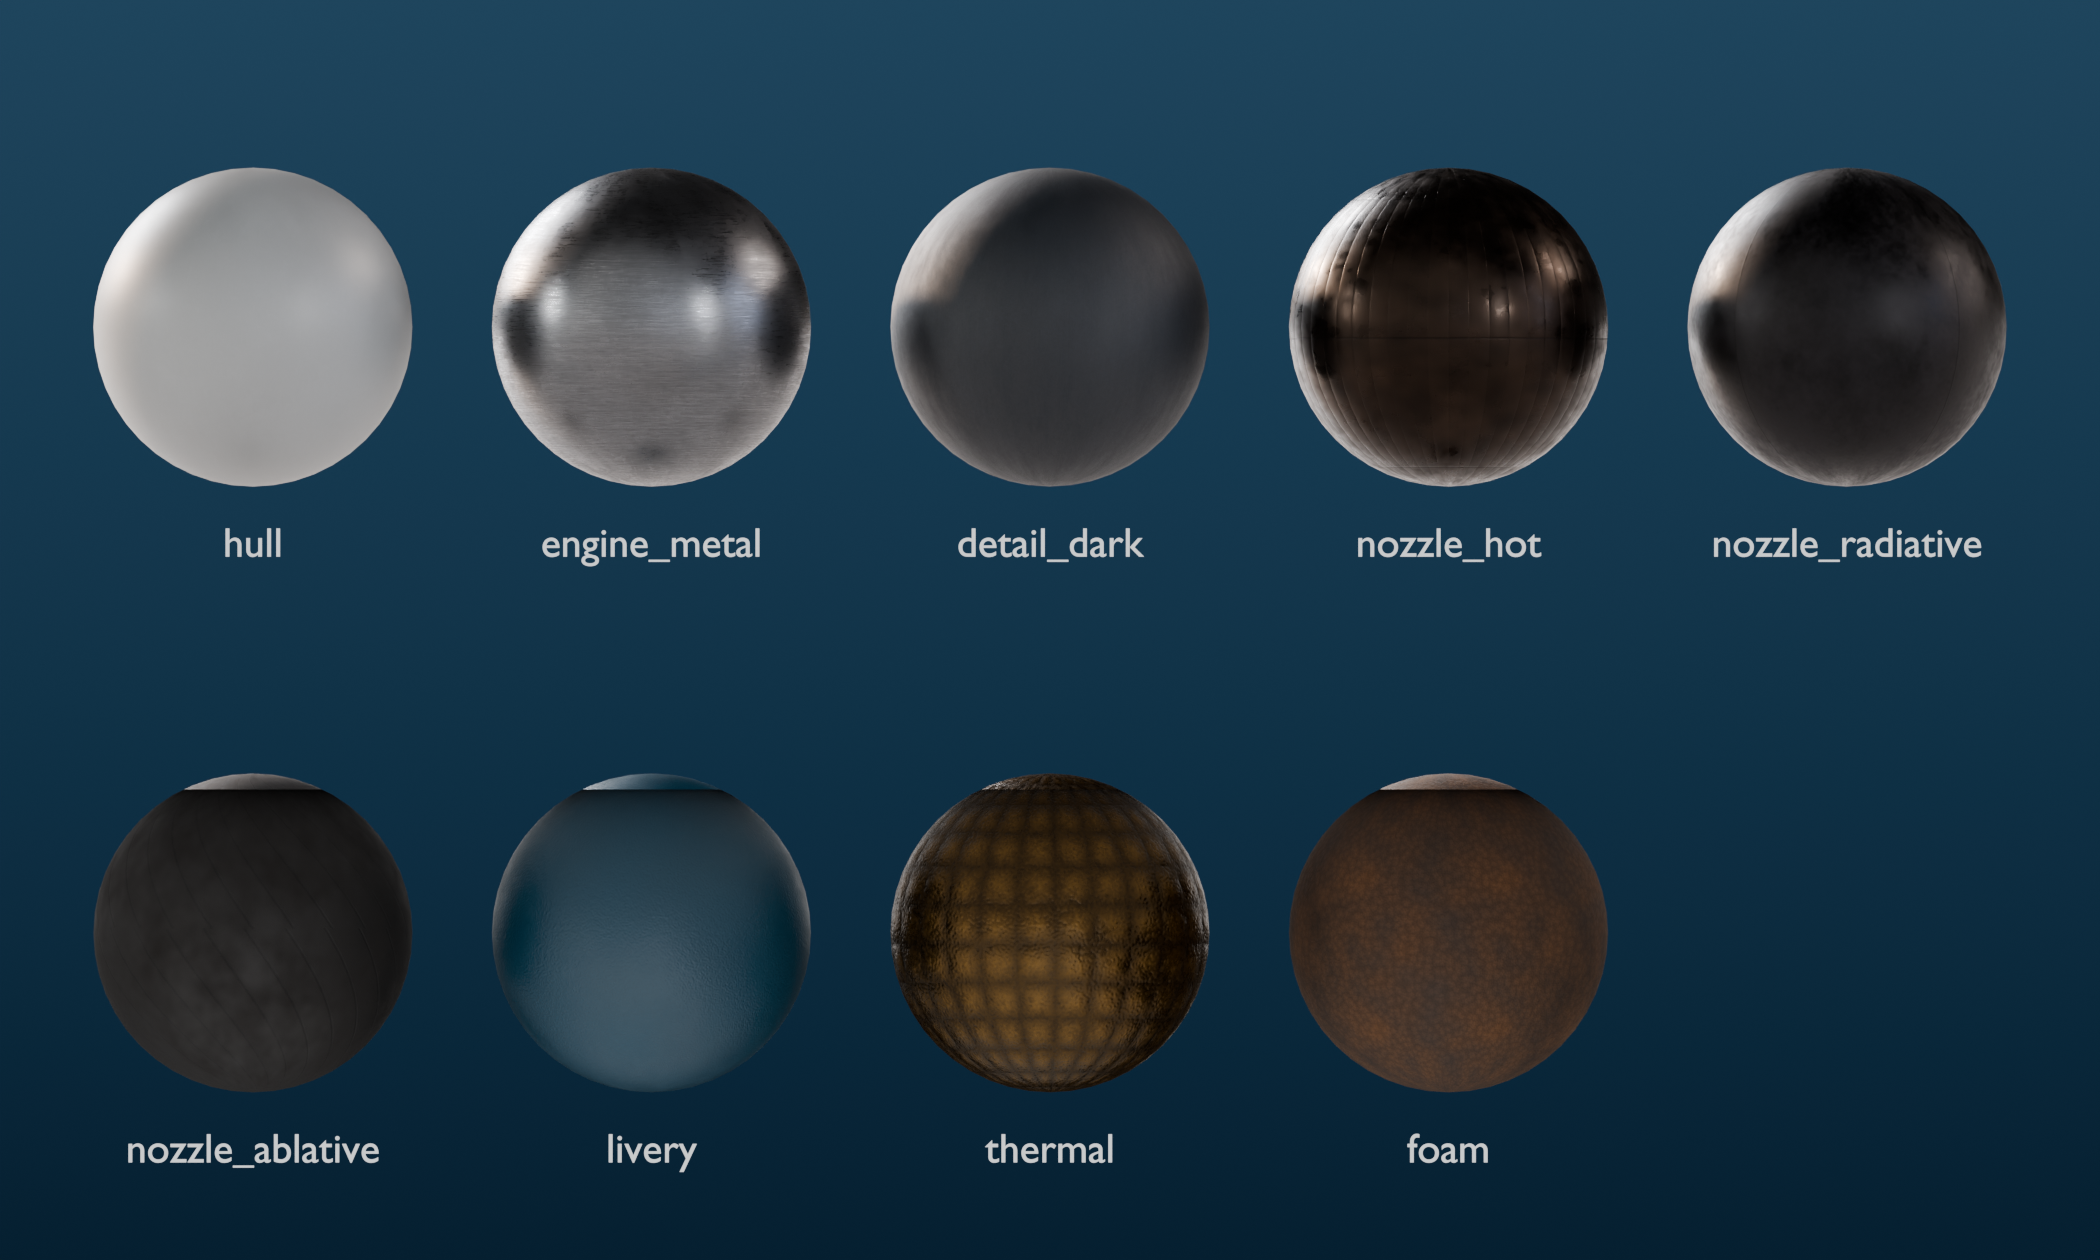 hull
engine_metal
detail_dark
nozzle_hot
nozzle_radiative
nozzle_ablative
livery
thermal
foam